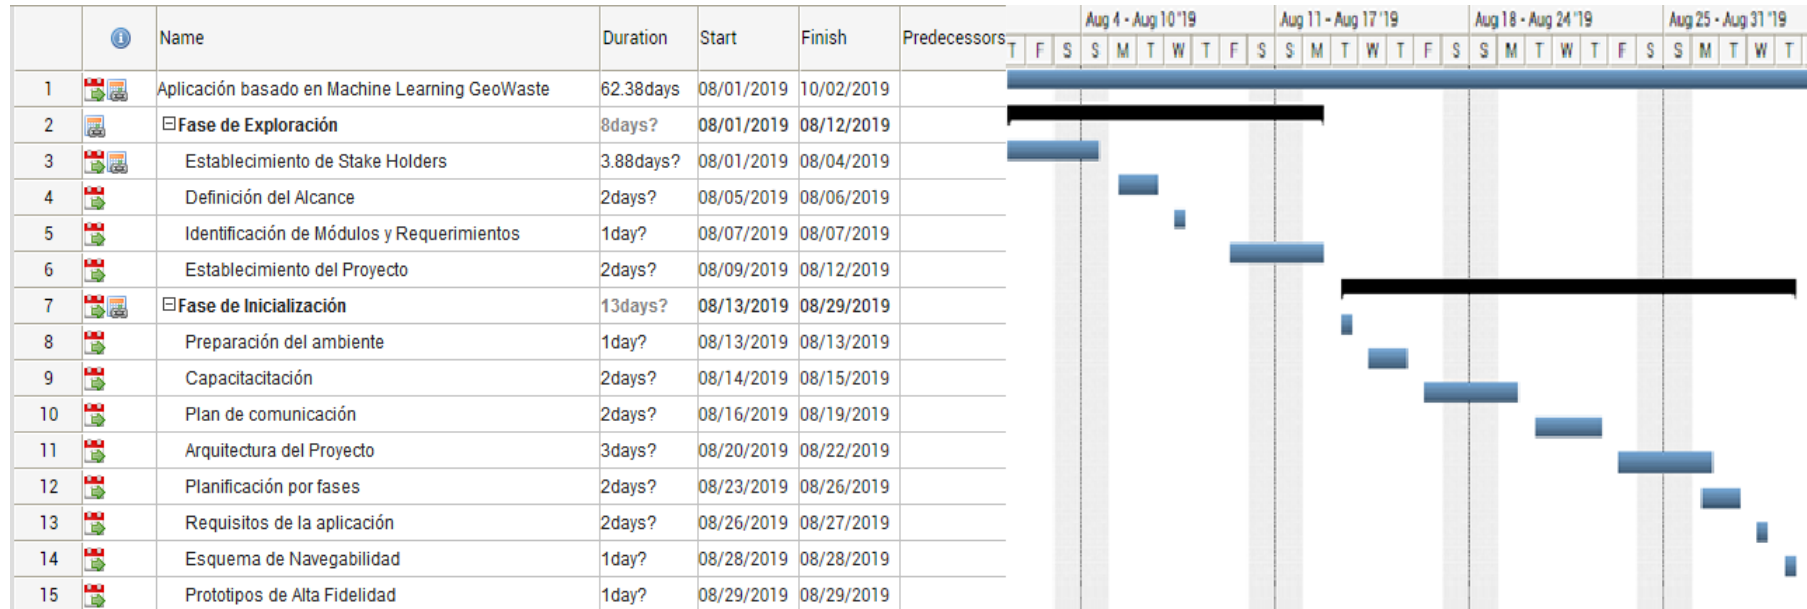 Name Duration Start Finish Predecessors
Aug 4 - Aug 10 '19 Aug 11 - Aug 17 '19 Aug 18 - Aug 24 '19 Aug 25 - Aug 31 '19
T F S S M T W T F S S M T W T F S S M T W T F S S M T W T
1 Aplicación basado en Machine Learning GeoWaste 62.38days 08/01/2019 10/02/2019
2 Fase de Exploración 8days? 08/01/2019 08/12/2019
3 Establecimiento de Stake Holders 3.88days? 08/01/2019 08/04/2019
4 Definición del Alcance 2days? 08/05/2019 08/06/2019
5 Identificación de Módulos y Requerimientos 1day? 08/07/2019 08/07/2019
6 Establecimiento del Proyecto 2days? 08/09/2019 08/12/2019
7 Fase de Inicialización 13days? 08/13/2019 08/29/2019
8 Preparación del ambiente 1day? 08/13/2019 08/13/2019
9 Capacitacitación 2days? 08/14/2019 08/15/2019
10 Plan de comunicación 2days? 08/16/2019 08/19/2019
11 Arquitectura del Proyecto 3days? 08/20/2019 08/22/2019
12 Planificación por fases 2days? 08/23/2019 08/26/2019
13 Requisitos de la aplicación 2days? 08/26/2019 08/27/2019
14 Esquema de Navegabilidad 1day? 08/28/2019 08/28/2019
15 Prototipos de Alta Fidelidad 1day? 08/29/2019 08/29/2019